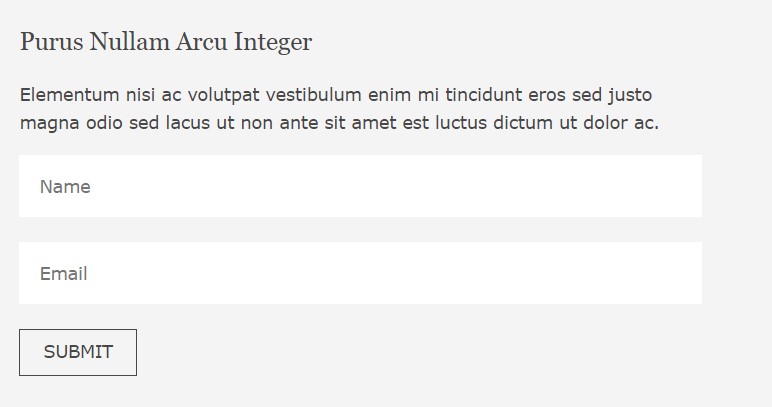 Purus Nullam Arcu Integer
Elementum nisi ac volutpat vestibulum enim mi tincidunt eros sed justo
magna odio sed lacus ut non ante sit amet est luctus dictum ut dolor ac.
Name
Email
SUBMIT